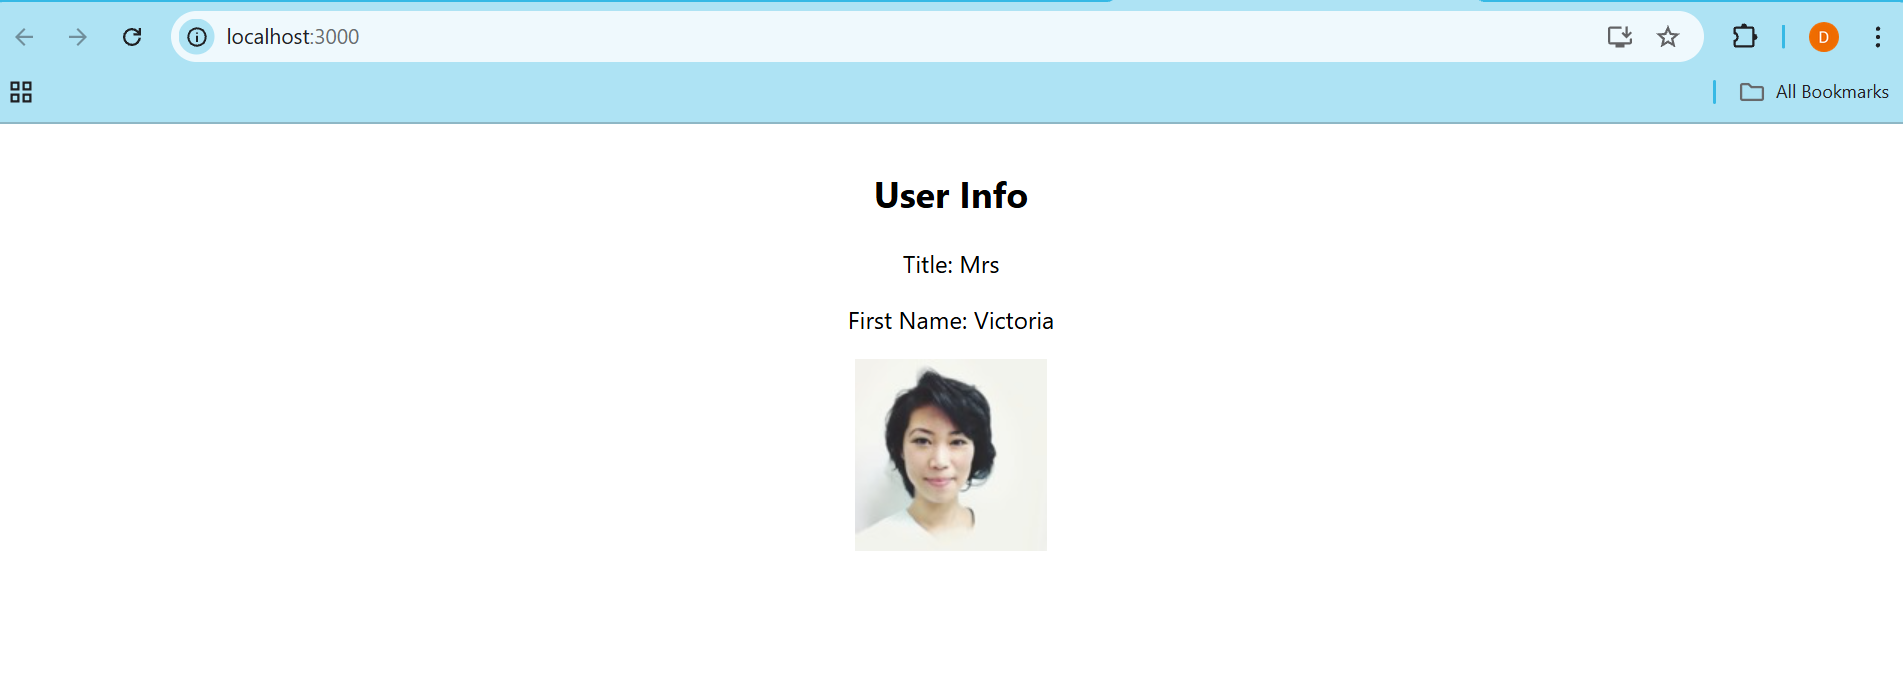 localhost:3000
D
All Bookmarks
User Info
Title: Mrs
First Name: Victoria